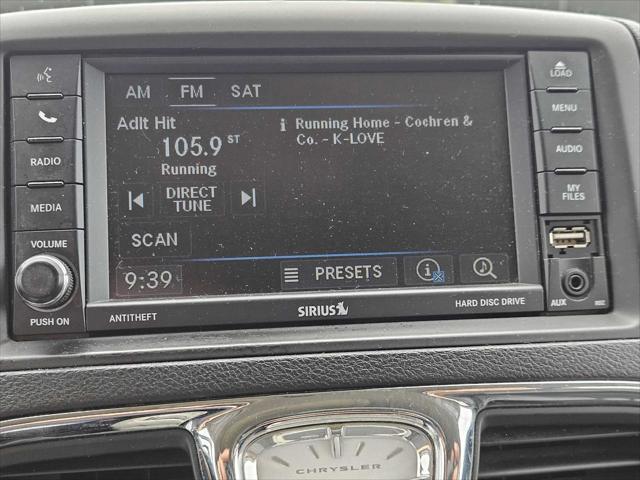 AM FM SAT
Adlt Hit
105.9 ST
Running
i Running Home - Cochren &
Co. - K-LOVE
DIRECT
TUNE
SCAN
9:39
PRESETS
i
RADIO
MEDIA
VOLUME
PUSH ON
LOAD
MENU
AUDIO
MY
FILES
AUX
ANTITHEFT
SIRIUS
HARD DISC DRIVE
CHRYSLER